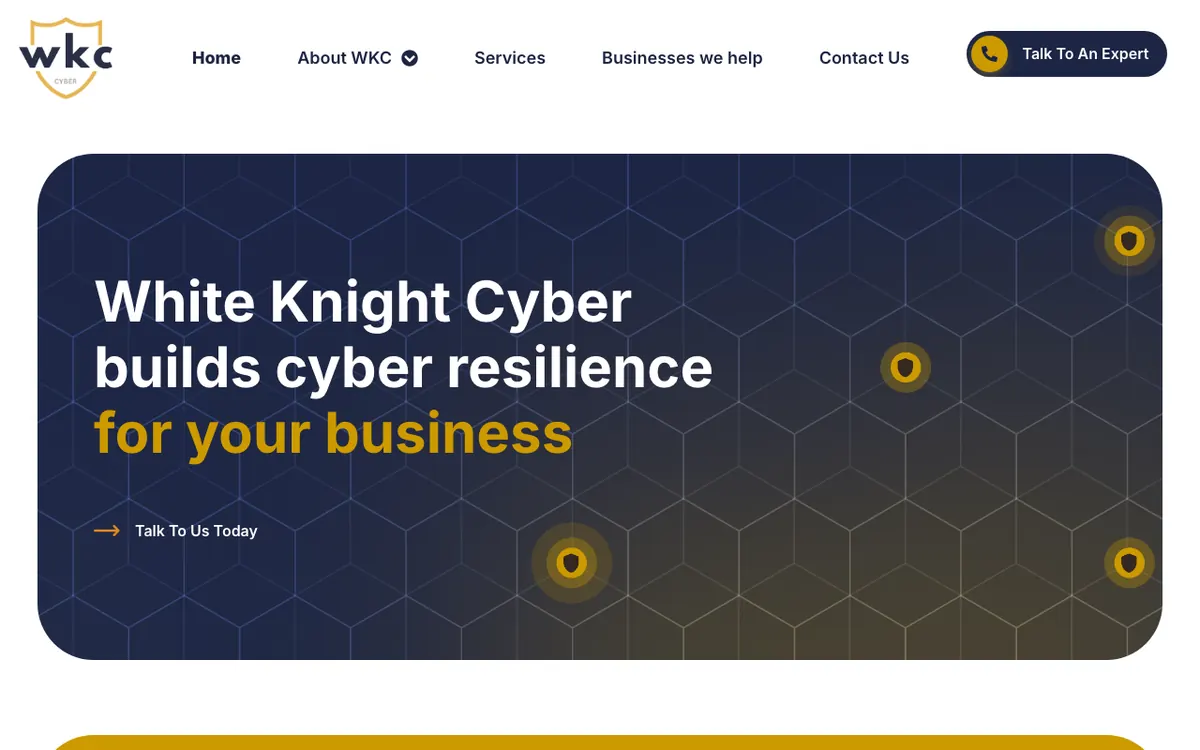 wkc
CYBER
Home
About WKC
Services
Businesses we help
Contact Us
Talk To An Expert
White Knight Cyber
builds cyber resilience
for your business
Talk To Us Today